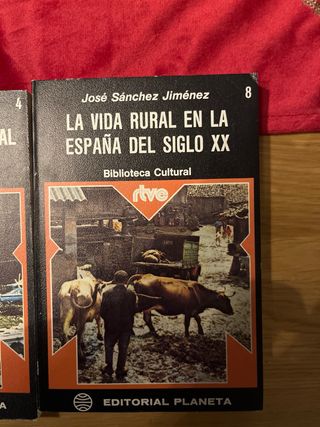 4
AL
A
José Sánchez Jiménez 8
LA VIDA RURAL EN LA
ESPAÑA DEL SIGLO XX
Biblioteca Cultural
rtve
EDITORIAL PLANETA